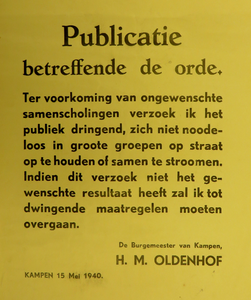 Publicatie
betreffende de orde.
Ter voorkoming van ongewenschte
samenscholingen verzoek ik het
publiek dringend, zich niet noode-
loos in groote groepen op straat
op te houden of samen te stroomen.
Indien dit verzoek niet het ge-
wenschte resultaat heeft zal ik tot
dwingende maatregelen moeten
overgaan.
De Burgemeester van Kampen,
H. M. OLDENHOF
KAMPEN 15 Mei 1940.